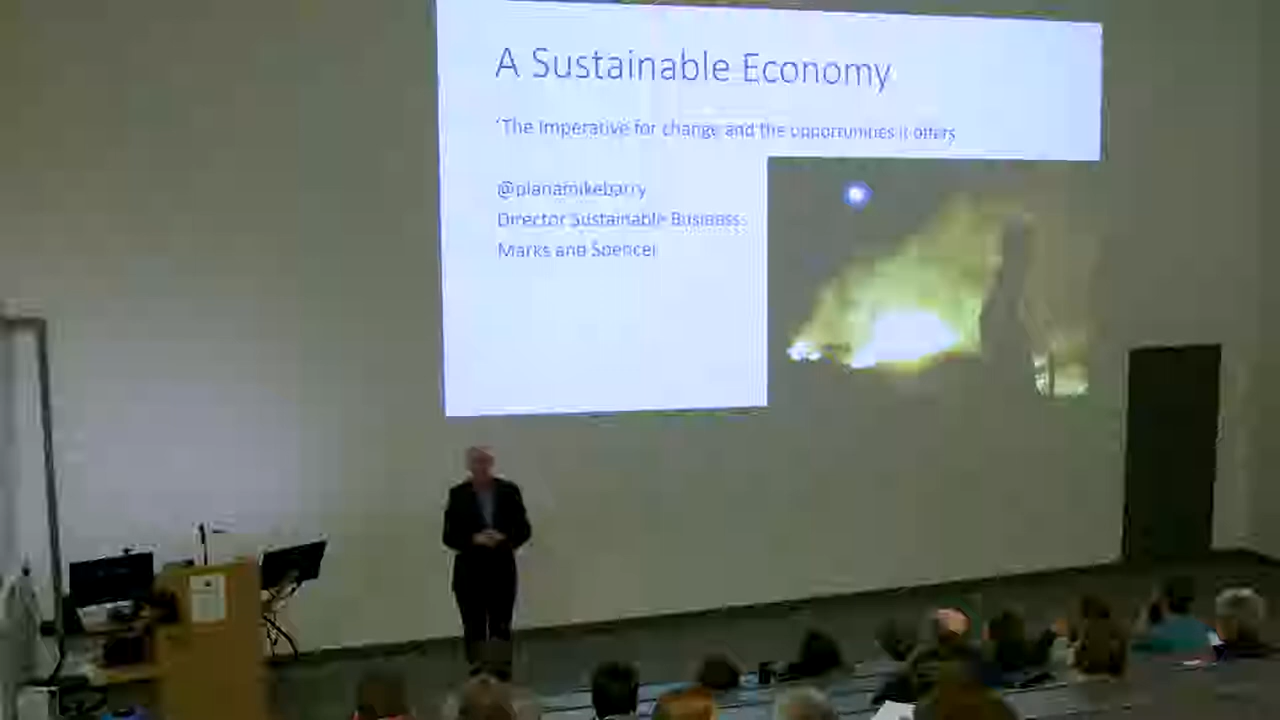 A Sustainable Economy
'The Imperative for change and the opportunities it offers
@planamikebarry
Director Sustainable Business
Marks and Spencer